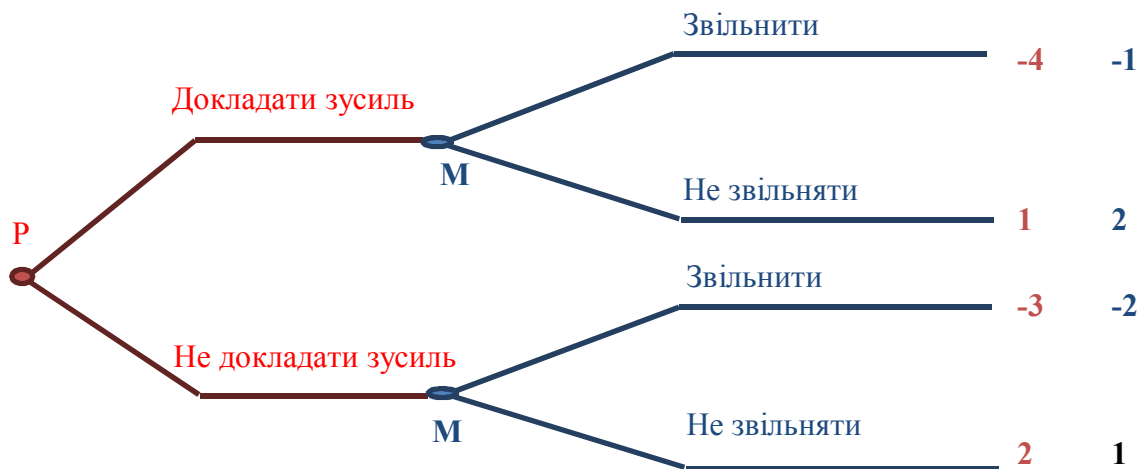 Звільнити
-4 -1
Докладати зусиль
М
Не звільняти
1 2
Р
Звільнити
-3 -2
Не докладати зусиль
М
Не звільняти
2 1